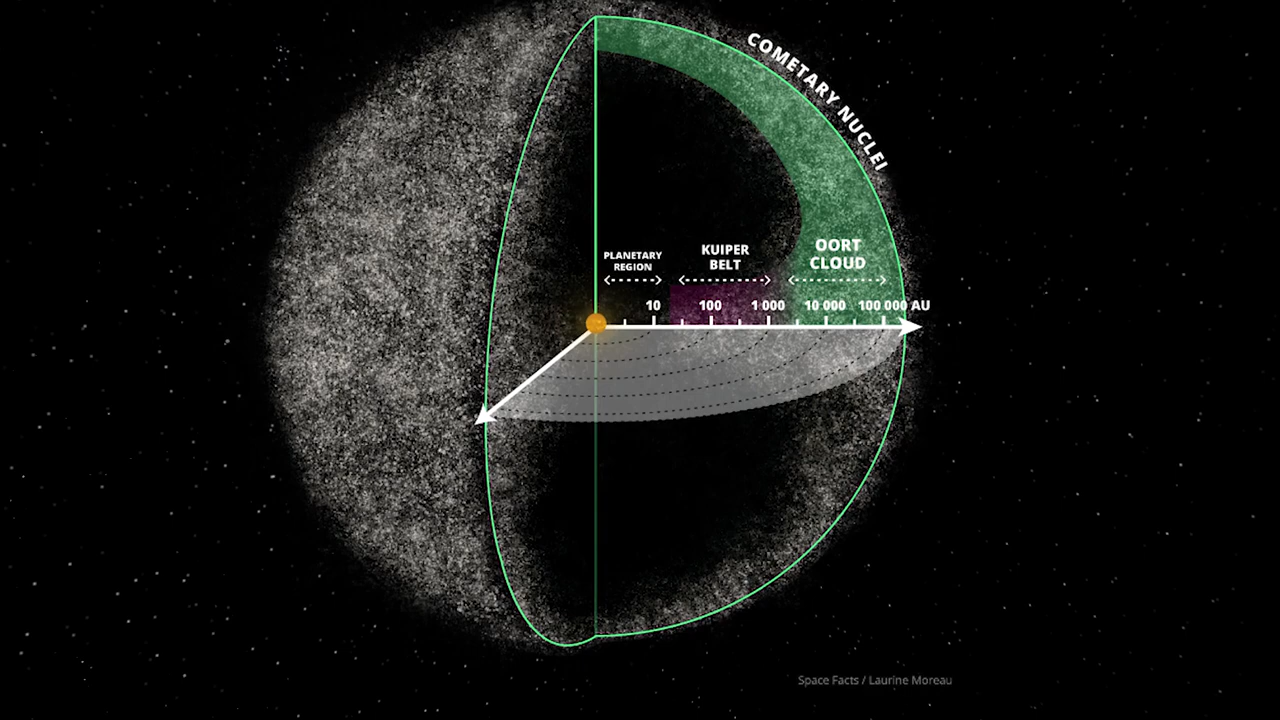 COMETARY NUCLEI
PLANETARY
REGION
KUIPER
BELT
OORT
CLOUD
10
100
1 000
10 000
100 000 AU
Space Facts / Laurine Moreau